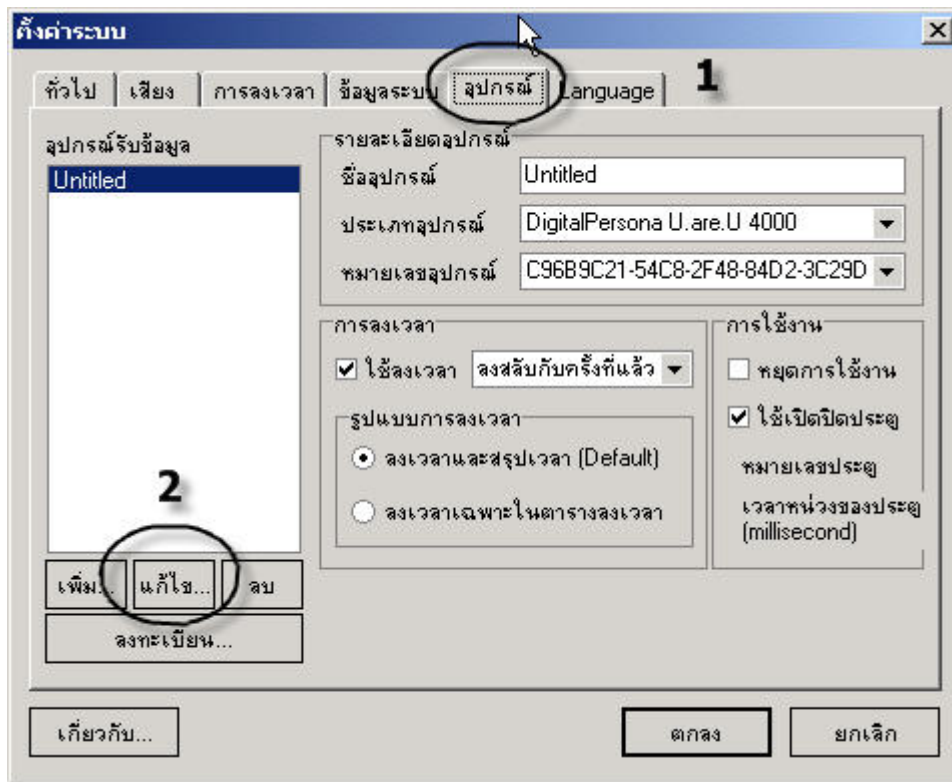 ตั้งค่าระบบ
ทั่วไป เสียง การลงเวลา ข้อมูลระบบ อุปกรณ์ Language
1
อุปกรณ์รับข้อมูล
Untitled
รายละเอียดอุปกรณ์
ชื่ออุปกรณ์ Untitled
ประเภทอุปกรณ์ DigitalPersona U.are.U 4000
หมายเลขอุปกรณ์ C96B9C21-54C8-2F48-84D2-3C29D
การลงเวลา
ใช้ลงเวลา ลงสลับกับครั้งที่แล้ว
รูปแบบการลงเวลา
ลงเวลาและสรุปเวลา (Default)
ลงเวลาเฉพาะในตารางลงเวลา
การใช้งาน
หยุดการใช้งาน
ใช้เปิดปิดประตู
หมายเลขประตู
เวลาหน่วงของประตู
(millisecond)
2
เพิ่ม... แก้ไข... ลบ
ลงทะเบียน...
เกี่ยวกับ... ตกลง ยกเลิก